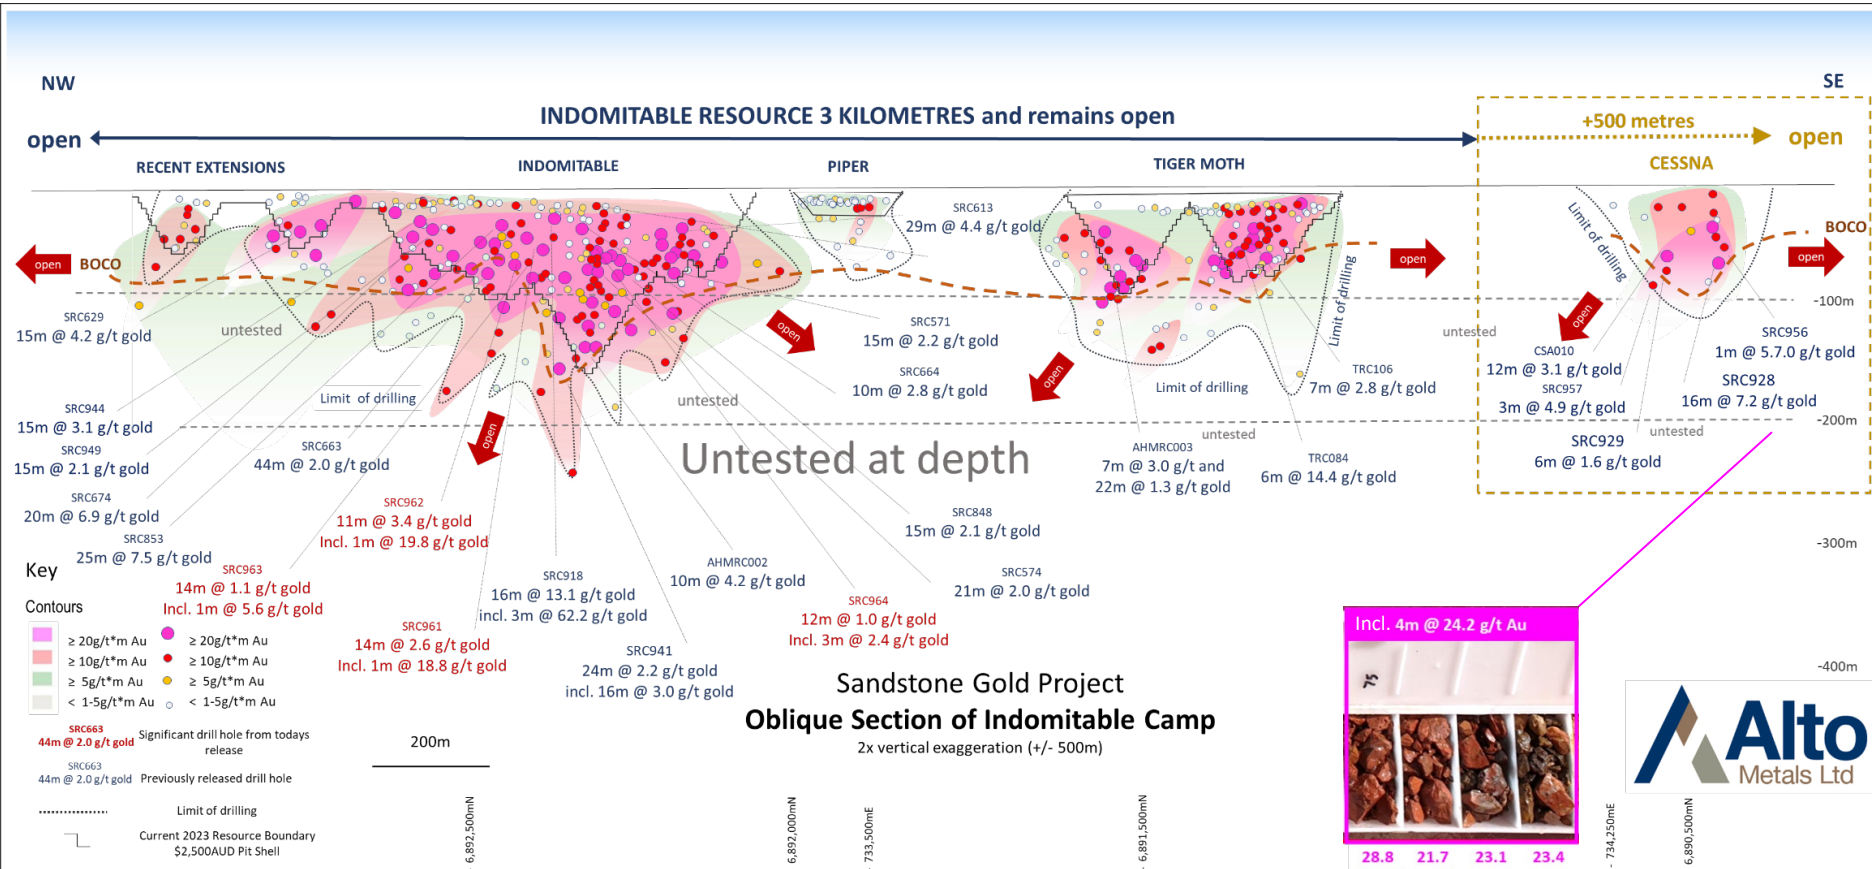 NW
SE
INDOMITABLE RESOURCE 3 KILOMETRES and remains open
open
+500 metres
open
RECENT EXTENSIONS
INDOMITABLE
PIPER
TIGER MOTH
CESSNA
SRC613
29m @ 4.4 g/t gold
Limit of drilling
BOCO
open
BOCO
open
open
Limit of drilling
-100m
SRC629
15m @ 4.2 g/t gold
untested
open
SRC571
15m @ 2.2 g/t gold
untested
open
SRC956
1m @ 5.7.0 g/t gold
CSA010
12m @ 3.1 g/t gold
SRC664
10m @ 2.8 g/t gold
open
TRC106
7m @ 2.8 g/t gold
Limit of drilling
SRC957
3m @ 4.9 g/t gold
SRC928
16m @ 7.2 g/t gold
Limit of drilling
untested
SRC944
15m @ 3.1 g/t gold
-200m
open
untested
untested
SRC949
15m @ 2.1 g/t gold
SRC663
44m @ 2.0 g/t gold
Untested at depth
AHMRC003
7m @ 3.0 g/t and
22m @ 1.3 g/t gold
TRC084
6m @ 14.4 g/t gold
SRC929
6m @ 1.6 g/t gold
SRC674
20m @ 6.9 g/t gold
SRC962
11m @ 3.4 g/t gold
Incl. 1m @ 19.8 g/t gold
SRC848
15m @ 2.1 g/t gold
SRC853
25m @ 7.5 g/t gold
-300m
SRC963
14m @ 1.1 g/t gold
Incl. 1m @ 5.6 g/t gold
AHMRC002
10m @ 4.2 g/t gold
SRC574
21m @ 2.0 g/t gold
SRC918
16m @ 13.1 g/t gold
incl. 3m @ 62.2 g/t gold
SRC964
12m @ 1.0 g/t gold
Incl. 3m @ 2.4 g/t gold
SRC961
14m @ 2.6 g/t gold
Incl. 1m @ 18.8 g/t gold
SRC941
24m @ 2.2 g/t gold
incl. 16m @ 3.0 g/t gold
-400m
Key
Contours
≥ 20g/t*m Au
≥ 20g/t*m Au
≥ 10g/t*m Au
≥ 10g/t*m Au
≥ 5g/t*m Au
≥ 5g/t*m Au
< 1-5g/t*m Au
< 1-5g/t*m Au
SRC663
44m @ 2.0 g/t gold
Significant drill hole from todays
release
SRC663
44m @ 2.0 g/t gold
Previously released drill hole
Limit of drilling
Current 2023 Resource Boundary
$2,500AUD Pit Shell
200m
Sandstone Gold Project
Oblique Section of Indomitable Camp
2x vertical exaggeration (+/- 500m)
Incl. 4m @ 24.2 g/t Au
75
28.8 21.7 23.1 23.4
Alto
Metals Ltd
- 6,892,500mN
- 6,892,000mN
- 733,500mE
- 6,891,500mN
- 734,250mE
- 6,890,500mN